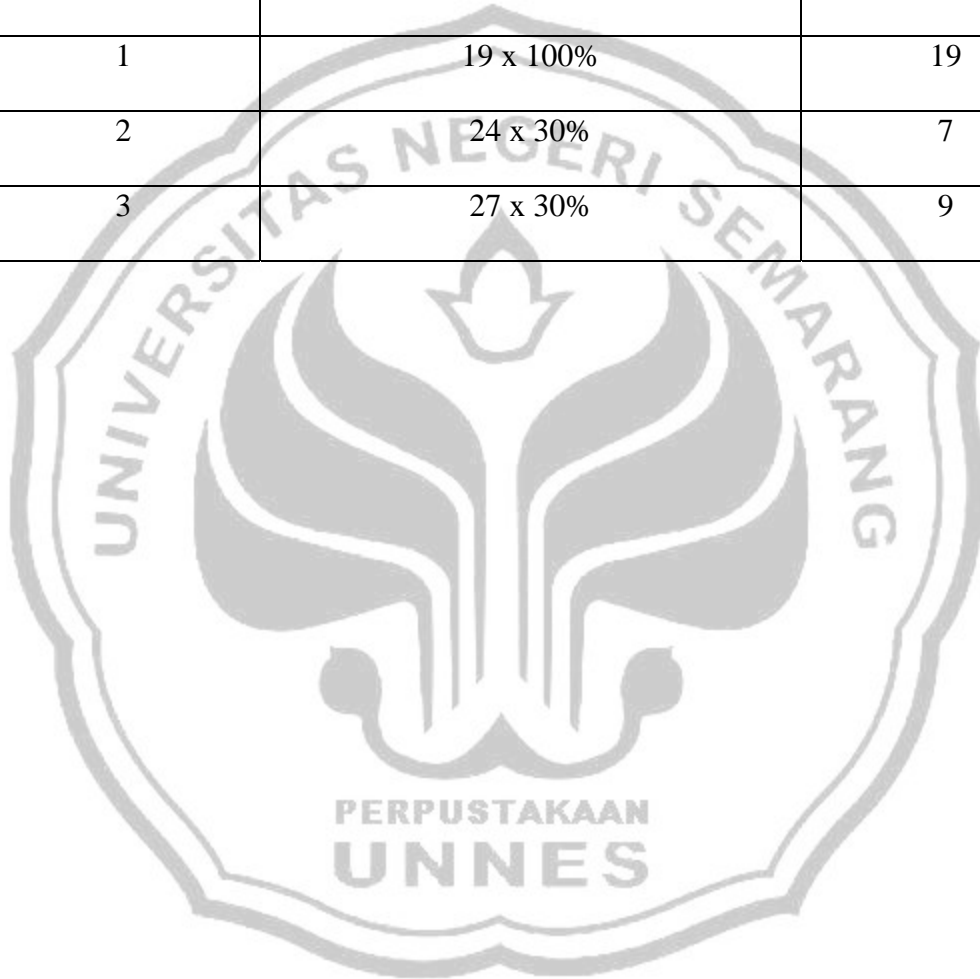 1 19 x 100% 19
2 24 x 30% 7
3 27 x 30% 9
UNIVERSITAS NEGERI SEMARANG
PERPUSTAKAAN
UNNES